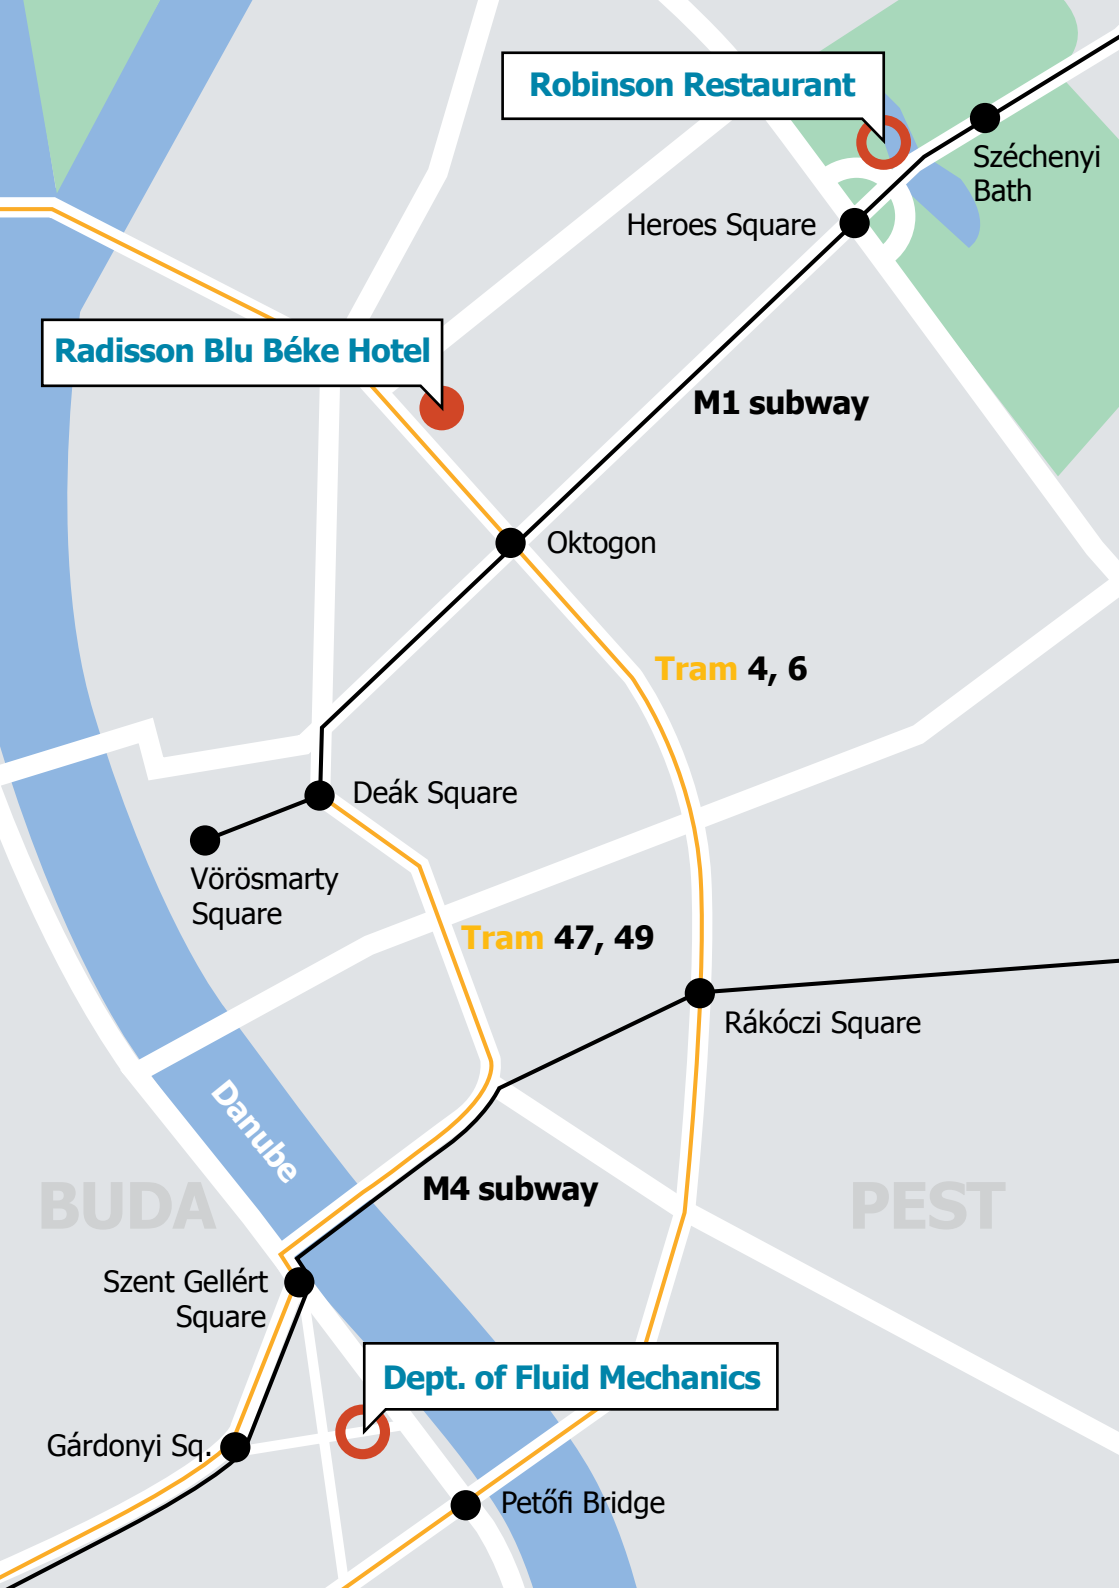 Robinson Restaurant
Széchenyi
Bath
Heroes Square
Radisson Blu Béke Hotel
M1 subway
Oktogon
Tram 4, 6
Deák Square
Vörösmarty
Square
Tram 47, 49
Rákóczi Square
Danube
BUDA
M4 subway
PEST
Szent Gellért
Square
Dept. of Fluid Mechanics
Gárdonyi Sq.
Petőfi Bridge